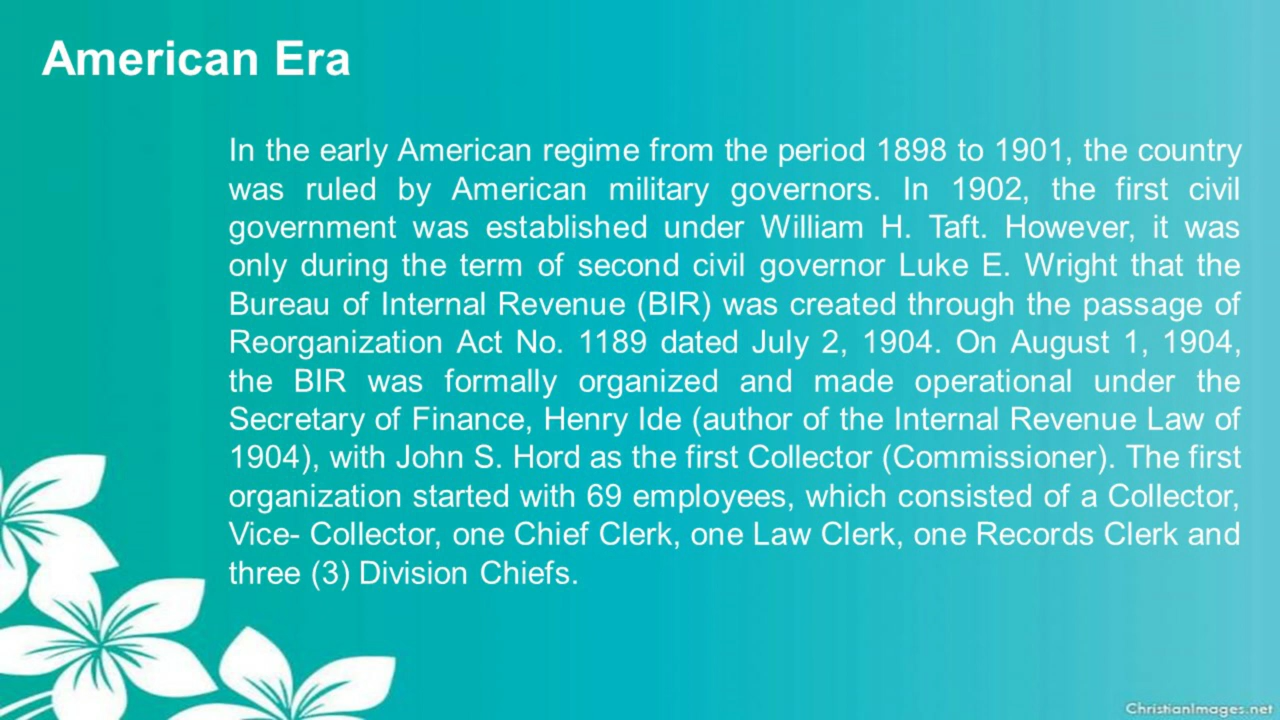 American Era
In the early American regime from the period 1898 to 1901, the country
was ruled by American military governors. In 1902, the first civil
government was established under William H. Taft. However, it was
only during the term of second civil governor Luke E. Wright that the
Bureau of Internal Revenue (BIR) was created through the passage of
Reorganization Act No. 1189 dated July 2, 1904. On August 1, 1904,
the BIR was formally organized and made operational under the
Secretary of Finance, Henry Ide (author of the Internal Revenue Law of
1904), with John S. Hord as the first Collector (Commissioner). The first
organization started with 69 employees, which consisted of a Collector,
Vice- Collector, one Chief Clerk, one Law Clerk, one Records Clerk and
three (3) Division Chiefs.
ChristianImages.net